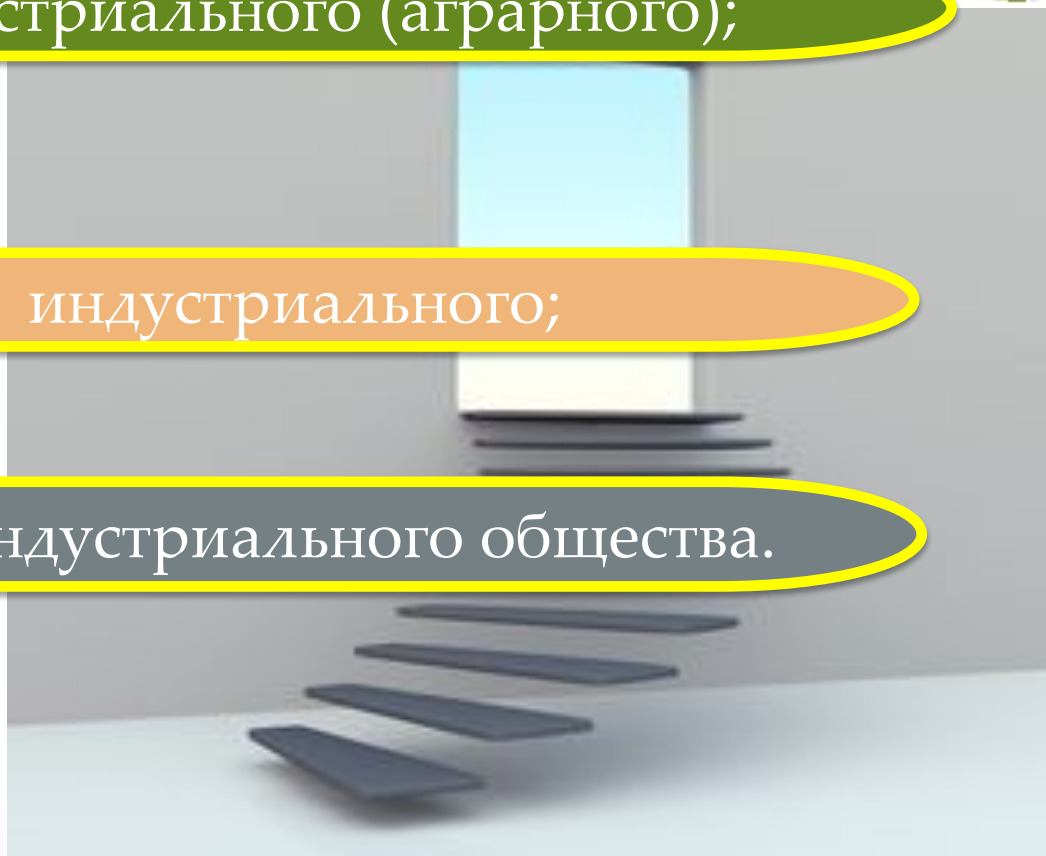 стриального (аграрного);
индустриального;
ндустриального общества.